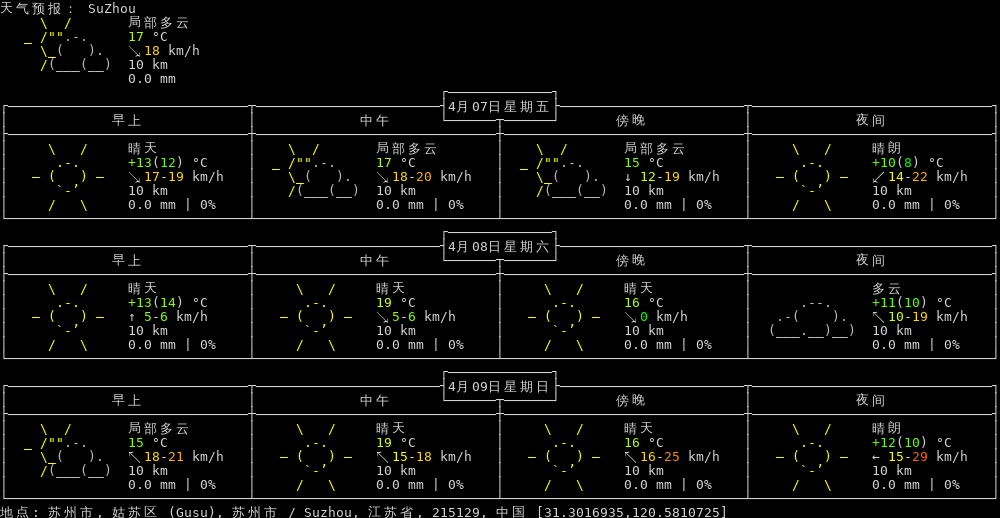 天气预报: SuZhou
局部多云
17 °C
↘18 km/h
10 km
0.0 mm
4月07日星期五
早上 中午 傍晚 夜间
晴天 局部多云 局部多云 晴朗
+13(12) °C 17 °C 15 °C +10(8) °C
↘17-19 km/h ↘18-20 km/h ↓ 12-19 km/h ↙14-22 km/h
10 km 10 km 10 km 10 km
0.0 mm | 0% 0.0 mm | 0% 0.0 mm | 0% 0.0 mm | 0%
4月08日星期六
早上 中午 傍晚 夜间
晴天 晴天 晴天 多云
+13(14) °C 19 °C 16 °C +11(10) °C
↑ 5-6 km/h ↘5-6 km/h ↘0 km/h ↖10-19 km/h
10 km 10 km 10 km 10 km
0.0 mm | 0% 0.0 mm | 0% 0.0 mm | 0% 0.0 mm | 0%
4月09日星期日
早上 中午 傍晚 夜间
局部多云 晴天 晴天 晴朗
15 °C 19 °C 16 °C +12(10) °C
↖18-21 km/h ↖15-18 km/h ↖16-25 km/h ← 15-29 km/h
10 km 10 km 10 km 10 km
0.0 mm | 0% 0.0 mm | 0% 0.0 mm | 0% 0.0 mm | 0%
地点: 苏州市, 姑苏区 (Gusu), 苏州市 / Suzhou, 江苏省, 215129, 中国 [31.3016935,120.5810725]